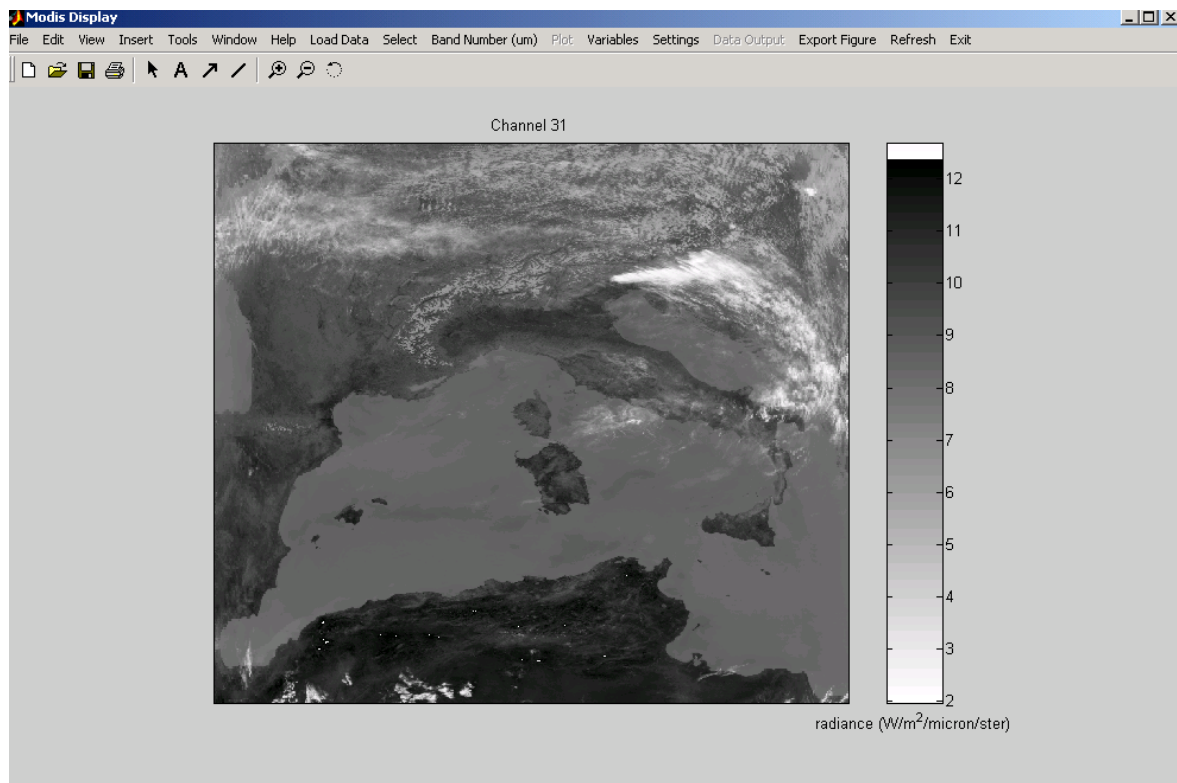 Modis Display
File Edit View Insert Tools Window Help Load Data Select Band Number (um) Plot Variables Settings Data Output Export Figure Refresh Exit
A
Channel 31
12
11
10
9
8
7
6
5
4
3
2
radiance (W/m²/micron/ster)